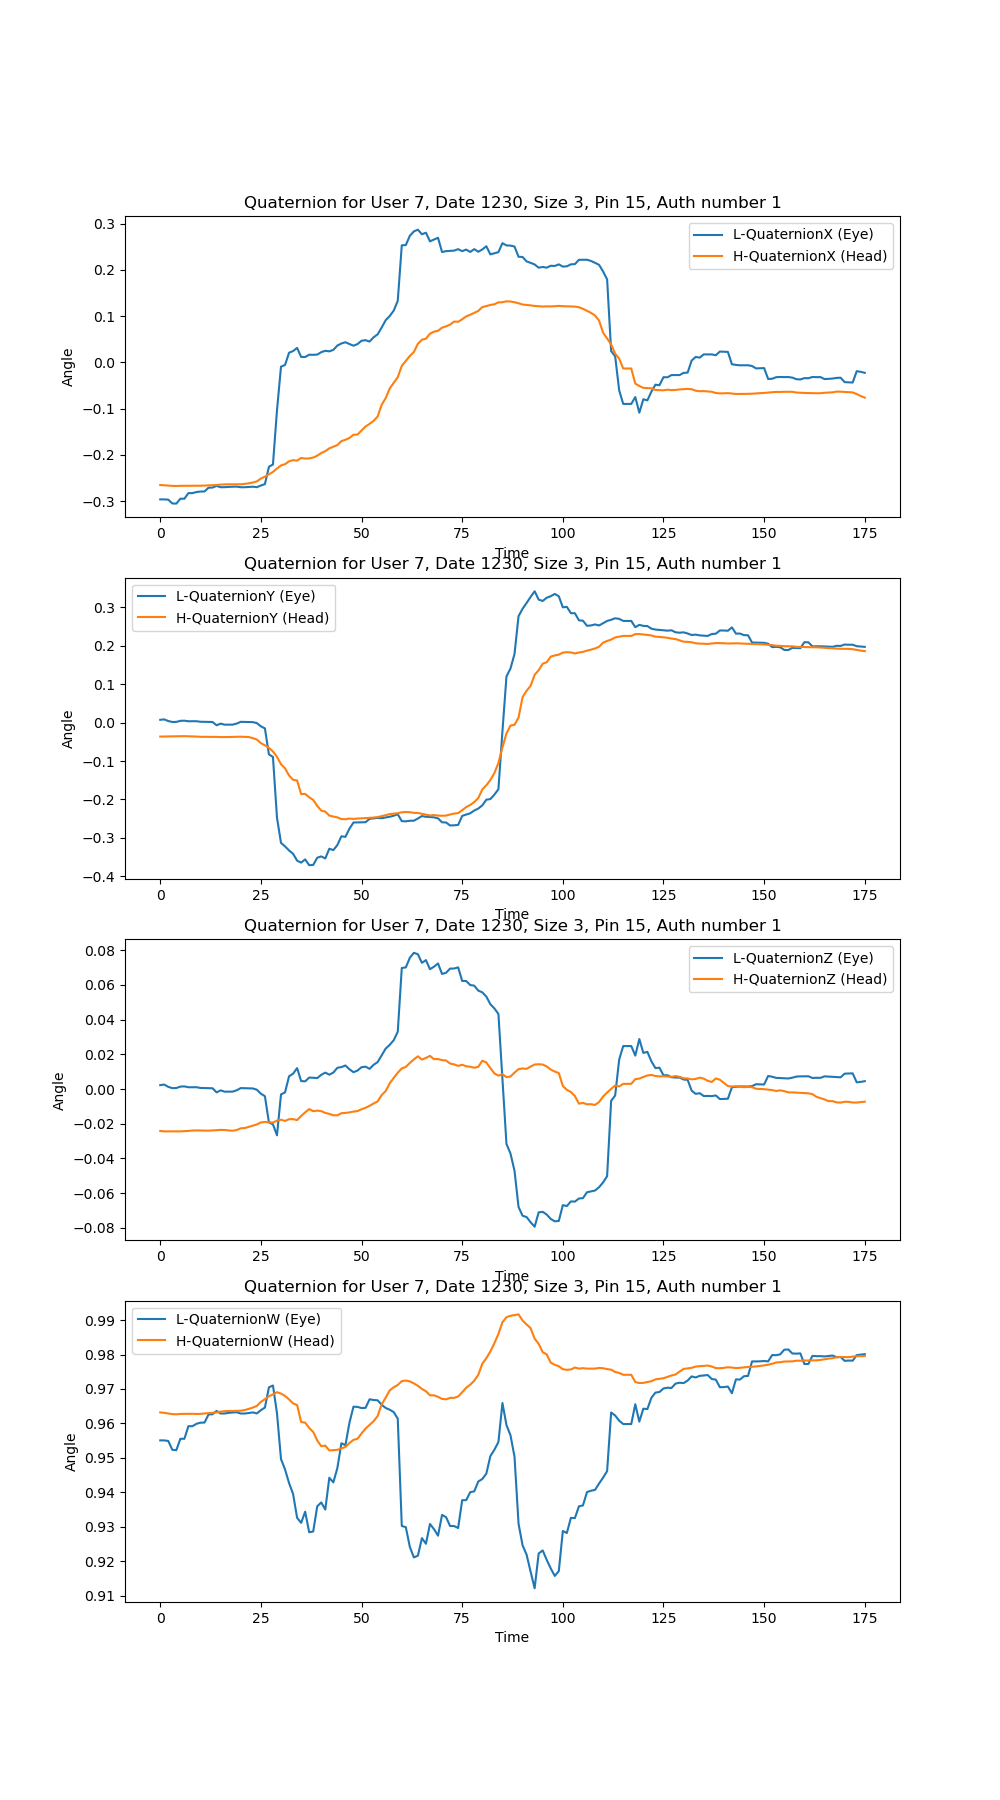 Quaternion for User 7, Date 1230, Size 3, Pin 15, Auth number 1
L-QuaternionX (Eye)
H-QuaternionX (Head)
0.3
0.2
0.1
0.0
−0.1
−0.2
−0.3
Angle
0 25 50 75 100 125 150 175
Time
Quaternion for User 7, Date 1230, Size 3, Pin 15, Auth number 1
L-QuaternionY (Eye)
H-QuaternionY (Head)
0.3
0.2
0.1
0.0
−0.1
−0.2
−0.3
−0.4
Angle
0 25 50 75 100 125 150 175
Time
Quaternion for User 7, Date 1230, Size 3, Pin 15, Auth number 1
L-QuaternionZ (Eye)
H-QuaternionZ (Head)
0.08
0.06
0.04
0.02
0.00
−0.02
−0.04
−0.06
−0.08
Angle
0 25 50 75 100 125 150 175
Time
Quaternion for User 7, Date 1230, Size 3, Pin 15, Auth number 1
L-QuaternionW (Eye)
H-QuaternionW (Head)
0.99
0.98
0.97
0.96
0.95
0.94
0.93
0.92
0.91
Angle
0 25 50 75 100 125 150 175
Time